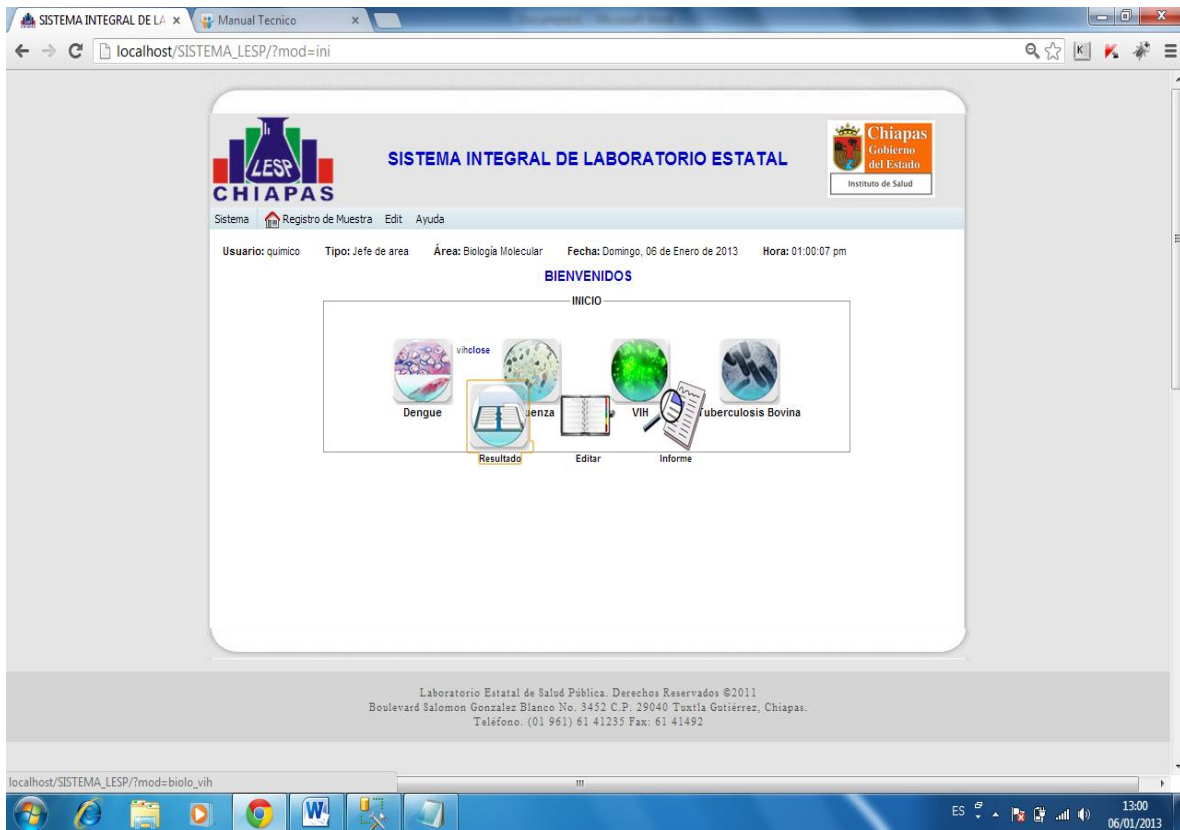 SISTEMA INTEGRAL DE LA
Manual Tecnico
localhost/SISTEMA_LESP/?mod=ini
LESP
CHIAPAS
SISTEMA INTEGRAL DE LABORATORIO ESTATAL
Chiapas
Gobierno
del Estado
Instituto de Salud
Sistema Registro de Muestra Edit Ayuda
Usuario: quimico Tipo: Jefe de area Área: Biología Molecular Fecha: Domingo, 06 de Enero de 2013 Hora: 01:00:07 pm
BIENVENIDOS
INICIO
vihclose
Dengue uenza VIH Tuberculosis Bovina
Resultado Editar Informe
Laboratorio Estatal de Salud Pública. Derechos Reservados ©2011
Boulevard Salomon Gonzalez Blanco No. 3452 C.P. 29040 Tuxtla Gutiérrez, Chiapas.
Teléfono. (01 961) 61 41235 Fax: 61 41492
localhost/SISTEMA_LESP/?mod=biolo_vih
ES 13:00
06/01/2013